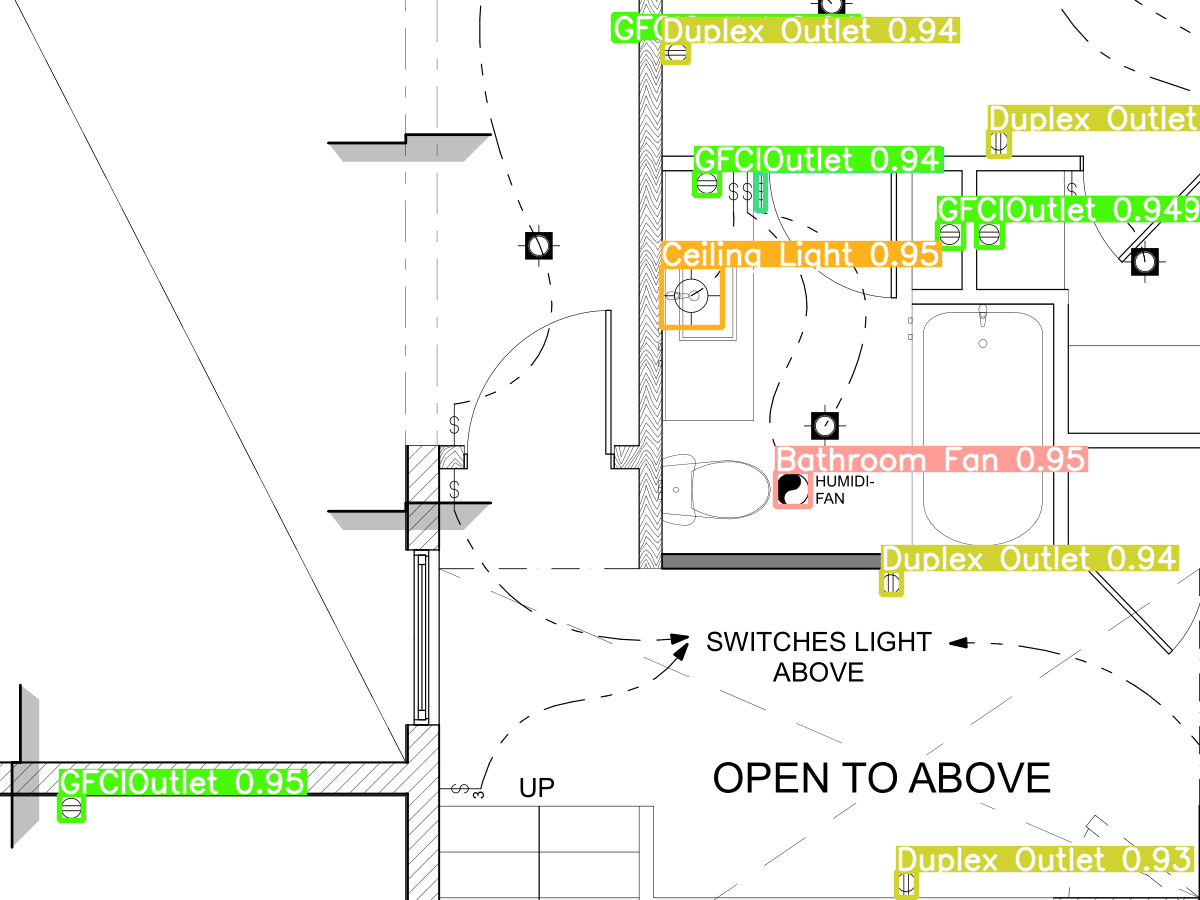 GFCI
Duplex Outlet 0.94
Duplex Outlet
GFCIOutlet 0.94
S S
S
GFCIOutlet 0.949
Ceiling Light 0.95
S
Bathroom Fan 0.95
S
HUMIDI-
FAN
Duplex Outlet 0.94
SWITCHES LIGHT
ABOVE
GFCIOutlet 0.95
S 3
UP
OPEN TO ABOVE
Duplex Outlet 0.93